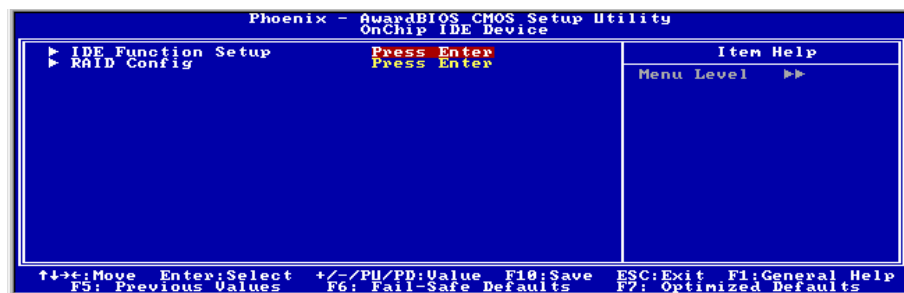 Phoenix - AwardBIOS CMOS Setup Utility
OnChip IDE Device
► IDE Function Setup Press Enter
► RAID Config Press Enter
Item Help
Menu Level ►►
↑↓→←:Move Enter:Select +/-/PU/PD:Value F10:Save ESC:Exit F1:General Help
F5: Previous Values F6: Fail-Safe Defaults F7: Optimized Defaults